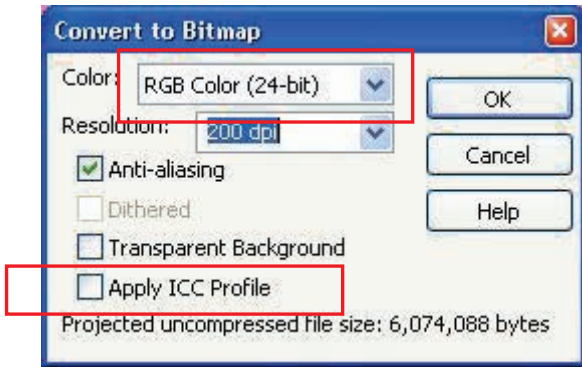 Convert to Bitmap
Color: RGB Color (24-bit)
OK
Resolution: 200 dpi
Cancel
Anti-aliasing
Dithered
Help
Transparent Background
Apply ICC Profile
Projected uncompressed file size: 6,074,088 bytes